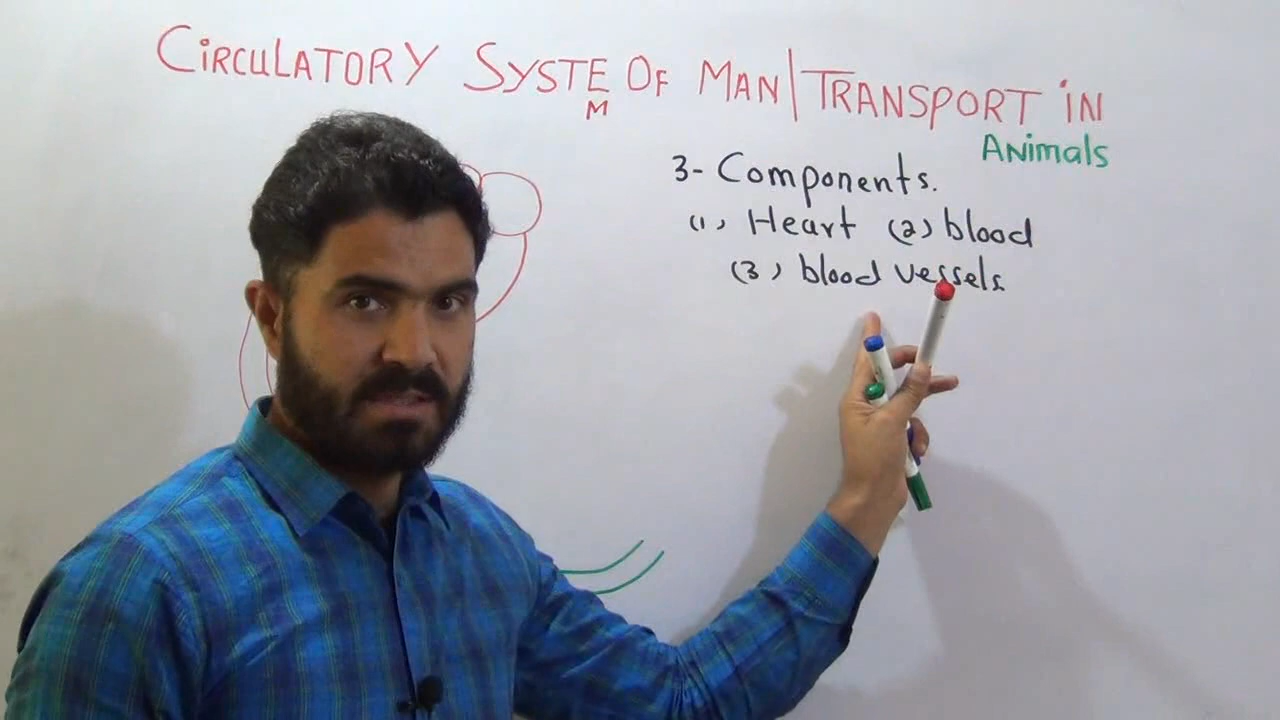 CIRCULATORY SYSTEM OF MAN|TRANSPORT IN
ANimals
3- Components.
(1) Heart (2) blood
(3) blood vessels